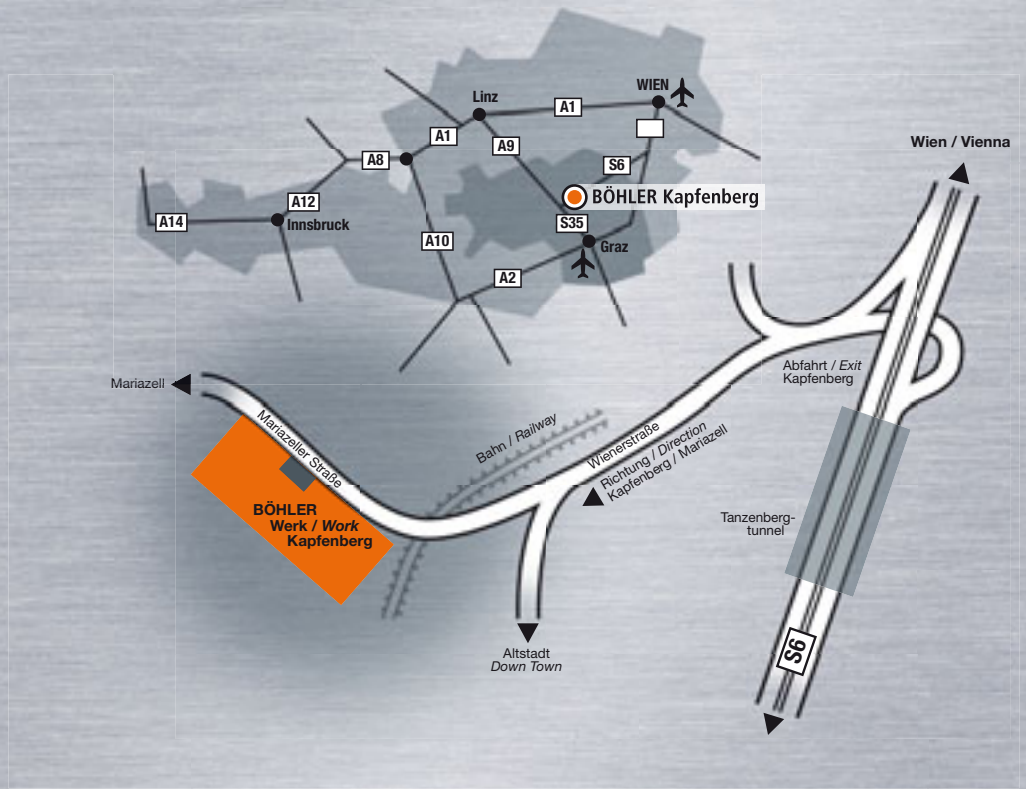 WIEN
Linz
A1
A1
A9
A8
S6
BÖHLER Kapfenberg
A12
A14
Innsbruck
S35
A10
Graz
A2
Wien / Vienna
Abfahrt / Exit
Kapfenberg
Mariazell
Mariazeller Straße
Bahn / Railway
Wienerstraße
Richtung / Direction
Kapfenberg / Mariazell
BÖHLER
Werk / Work
Kapfenberg
Tanzenberg-
tunnel
Altstadt
Down Town
S6